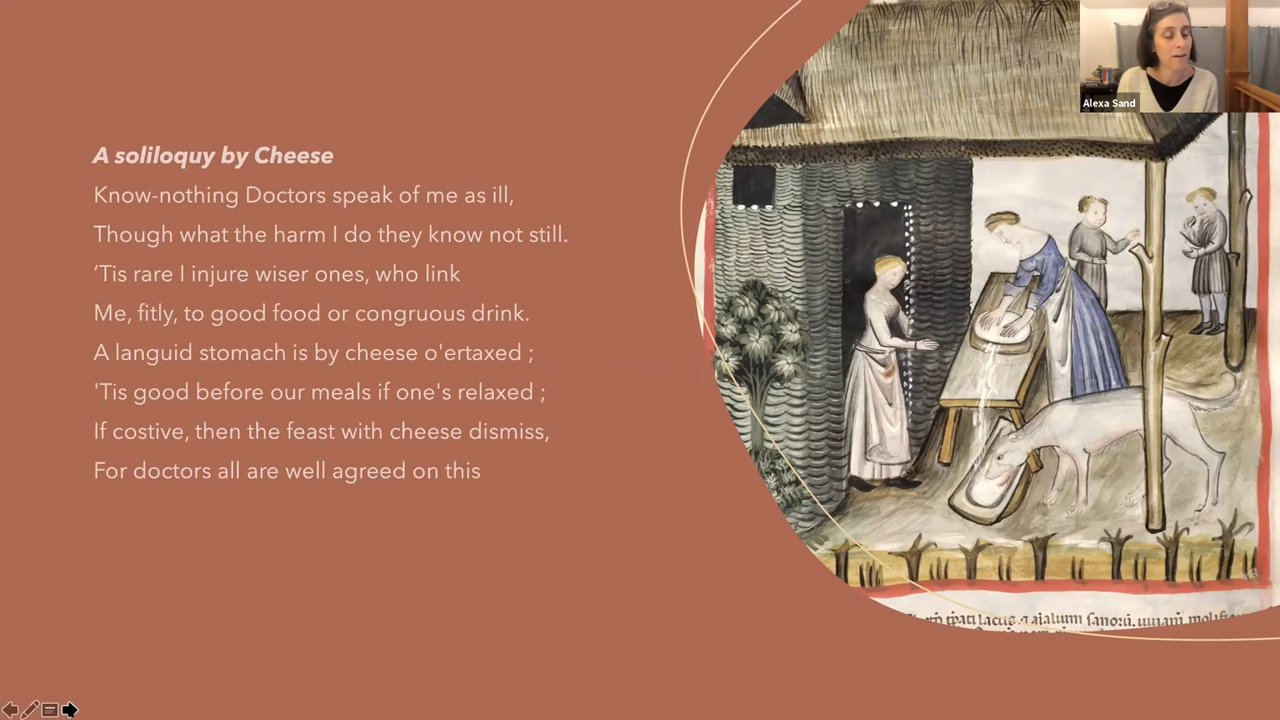 A soliloquy by Cheese
Know-nothing Doctors speak of me as ill,
Though what the harm I do they know not still.
‘Tis rare I injure wiser ones, who link
Me, fitly, to good food or congruous drink.
A languid stomach is by cheese o'ertaxed ;
'Tis good before our meals if one's relaxed ;
If costive, then the feast with cheese dismiss,
For doctors all are well agreed on this
Alexa Sand